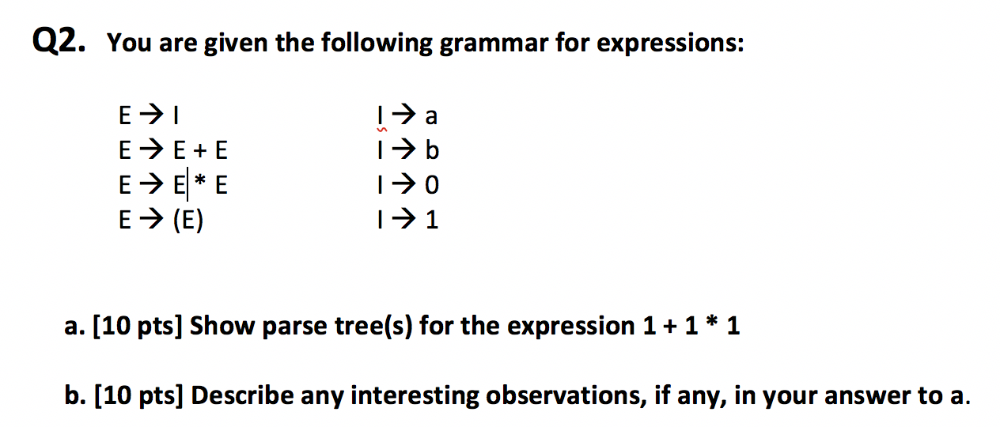 Q2. You are given the following grammar for expressions:
E → I I → a
E → E + E I → b
E → E * E I → 0
E → (E) I → 1
a. [10 pts] Show parse tree(s) for the expression 1 + 1 * 1
b. [10 pts] Describe any interesting observations, if any, in your answer to a.